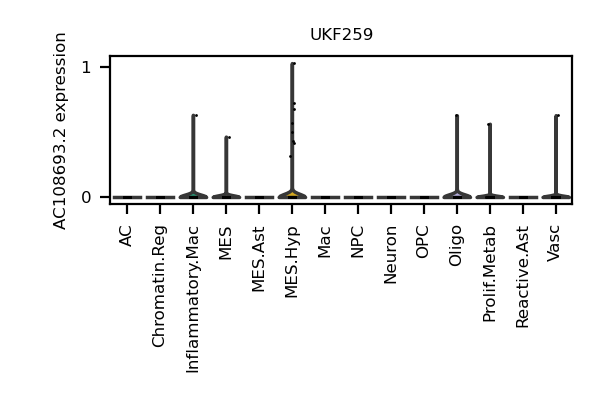 UKF259
AC108693.2 expression
1
0
AC
Chromatin.Reg
Inflammatory.Mac
MES
MES.Ast
MES.Hyp
Mac
NPC
Neuron
OPC
Oligo
Prolif.Metab
Reactive.Ast
Vasc